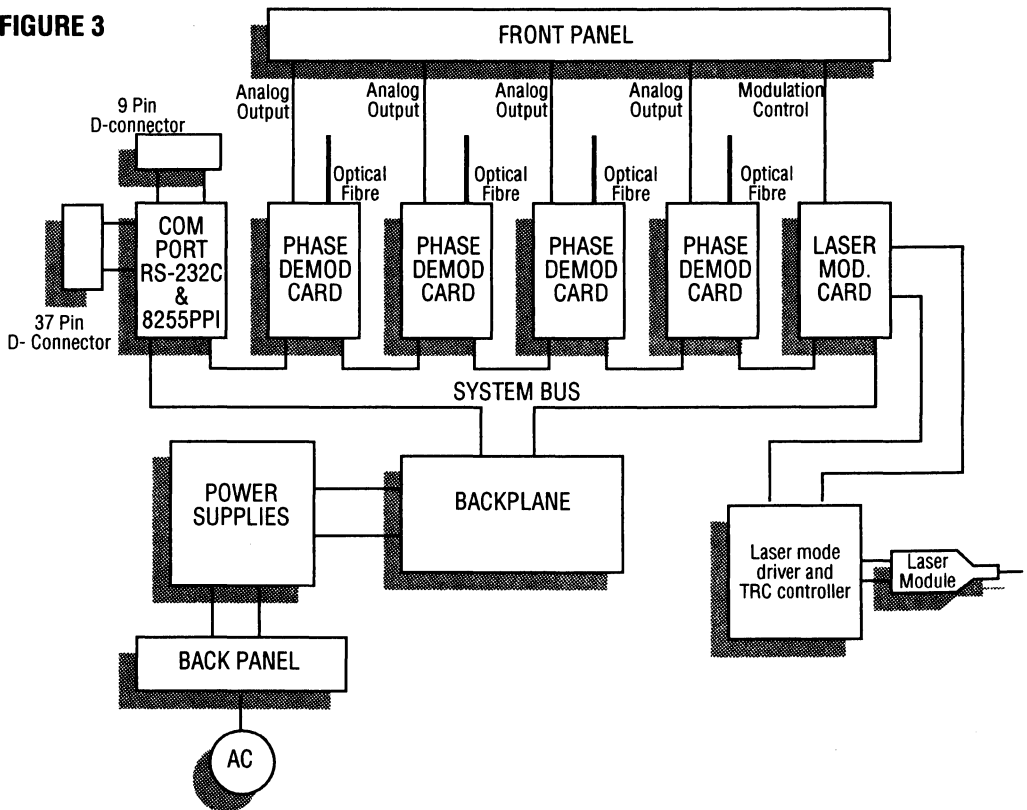 FIGURE 3
FRONT PANEL
Analog
Output
Analog
Output
Analog
Output
Analog
Output
Modulation
Control
9 Pin
D-connector
Optical
Fibre
Optical
Fibre
Optical
Fibre
Optical
Fibre
COM
PORT
RS-232C
&
8255PPI
PHASE
DEMOD
CARD
PHASE
DEMOD
CARD
PHASE
DEMOD
CARD
PHASE
DEMOD
CARD
LASER
MOD.
CARD
37 Pin
D- Connector
SYSTEM BUS
POWER
SUPPLIES
BACKPLANE
Laser mode
driver and
TRC controller
Laser
Module
BACK PANEL
AC